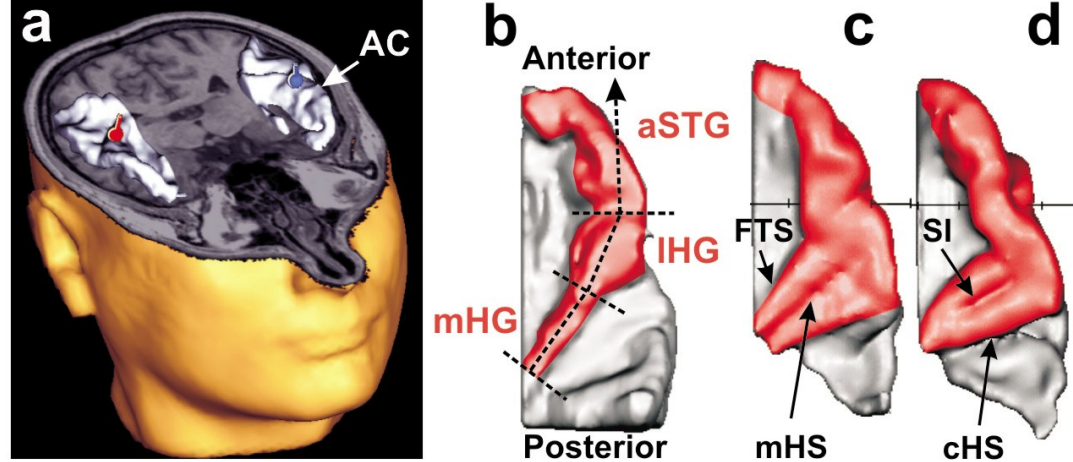 a
AC
b
Anterior
aSTG
lHG
mHG
Posterior
c
FTS
mHS
d
SI
cHS